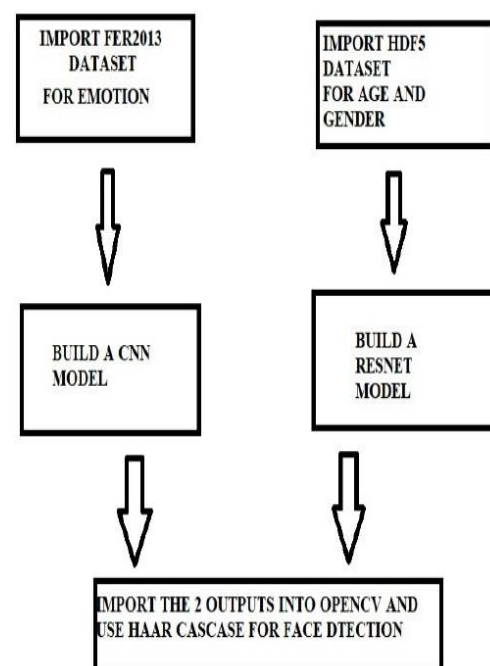 IMPORT FER2013
DATASET
FOR EMOTION
IMPORT HDF5
DATASET
FOR AGE AND
GENDER
BUILD A CNN
MODEL
BUILD A
RESNET
MODEL
IMPORT THE 2 OUTPUTS INTO OPENCV AND
USE HAAR CASCASE FOR FACE DTECTION